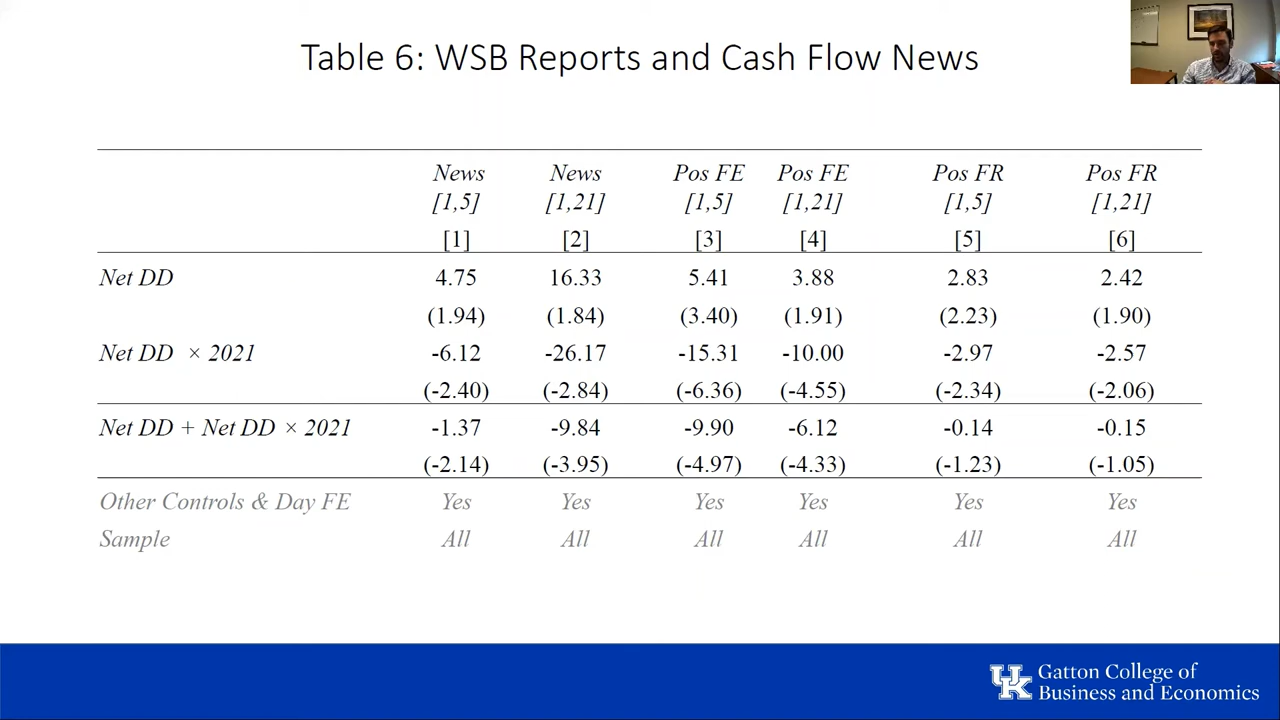 Table 6: WSB Reports and Cash Flow News
News News Pos FE Pos FE Pos FR Pos FR
[1,5] [1,21] [1,5] [1,21] [1,5] [1,21]
[1] [2] [3] [4] [5] [6]
Net DD 4.75 16.33 5.41 3.88 2.83 2.42
(1.94) (1.84) (3.40) (1.91) (2.23) (1.90)
Net DD × 2021 -6.12 -26.17 -15.31 -10.00 -2.97 -2.57
(-2.40) (-2.84) (-6.36) (-4.55) (-2.34) (-2.06)
Net DD + Net DD × 2021 -1.37 -9.84 -9.90 -6.12 -0.14 -0.15
(-2.14) (-3.95) (-4.97) (-4.33) (-1.23) (-1.05)
Other Controls & Day FE Yes Yes Yes Yes Yes Yes
Sample All All All All All All
UK Gatton College of
Business and Economics